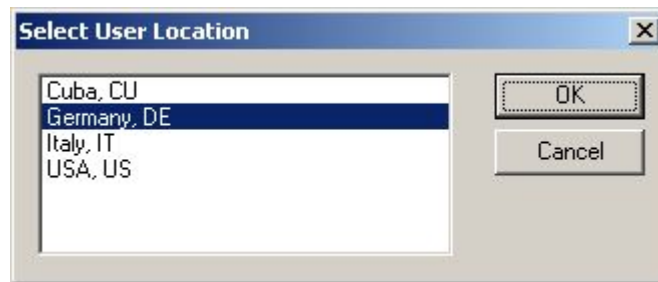 Select User Location
Cuba, CU
Germany, DE
Italy, IT
USA, US
OK
Cancel